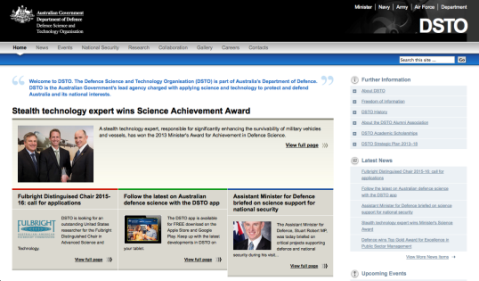 Australian Government
Department of Defence
Defence Science and
Technology Organisation
Minister | Navy | Army | Air Force | Department
DSTO
Home News Events National Security Research Collaboration Gallery Careers Contacts
Search this site ... Go
Welcome to DSTO. The Defence Science and Technology Organisation (DSTO) is part of Australia's Department of Defence.
DSTO is the Australian Government's lead agency charged with applying science and technology to protect and defend
Australia and its national interests.
Stealth technology expert wins Science Achievement Award
A stealth technology expert, responsible for significantly enhancing the survivability of military vehicles
and vessels, has won the 2013 Minister's Award for Achievement in Defence Science.
View full page
Fulbright Distinguised Chair 2015-
16: call for applications
FULBRIGHT
DSTO is looking for an
outstanding United States
researcher for the Fulbright
Distinguished Chair in
Advanced Science and
Technology.
View full page
Follow the latest on Australian
defence science with the DSTO app
The DSTO app is available
for FREE download on the
Apple Store and Google
Play. Keep up with the latest
developments in DSTO on
your tablet.
View full page
Assistant Minister for Defence
briefed on science support for
national security
The Assistant Minister for
Defence, Stuart Robert MP,
was today briefed on
critical projects supporting
defence and national
security during his visit...
View full page
Further Information
About DSTO
Freedom of Information
DSTO History
About the DSTO Alumni Association
DSTO Academic Scholarships
DSTO Strategic Plan 2013-18
Latest News
Fulbright Distinguised Chair 2015-16: call for
applications
Follow the latest on Australian defence science
with the DSTO app
Assistant Minister for Defence briefed on science
support for national security
Stealth technology expert wins Minister's Science
Award
Defence wins Top Gold Award for Excellence in
Public Sector Management
View More News Items
Upcoming Events